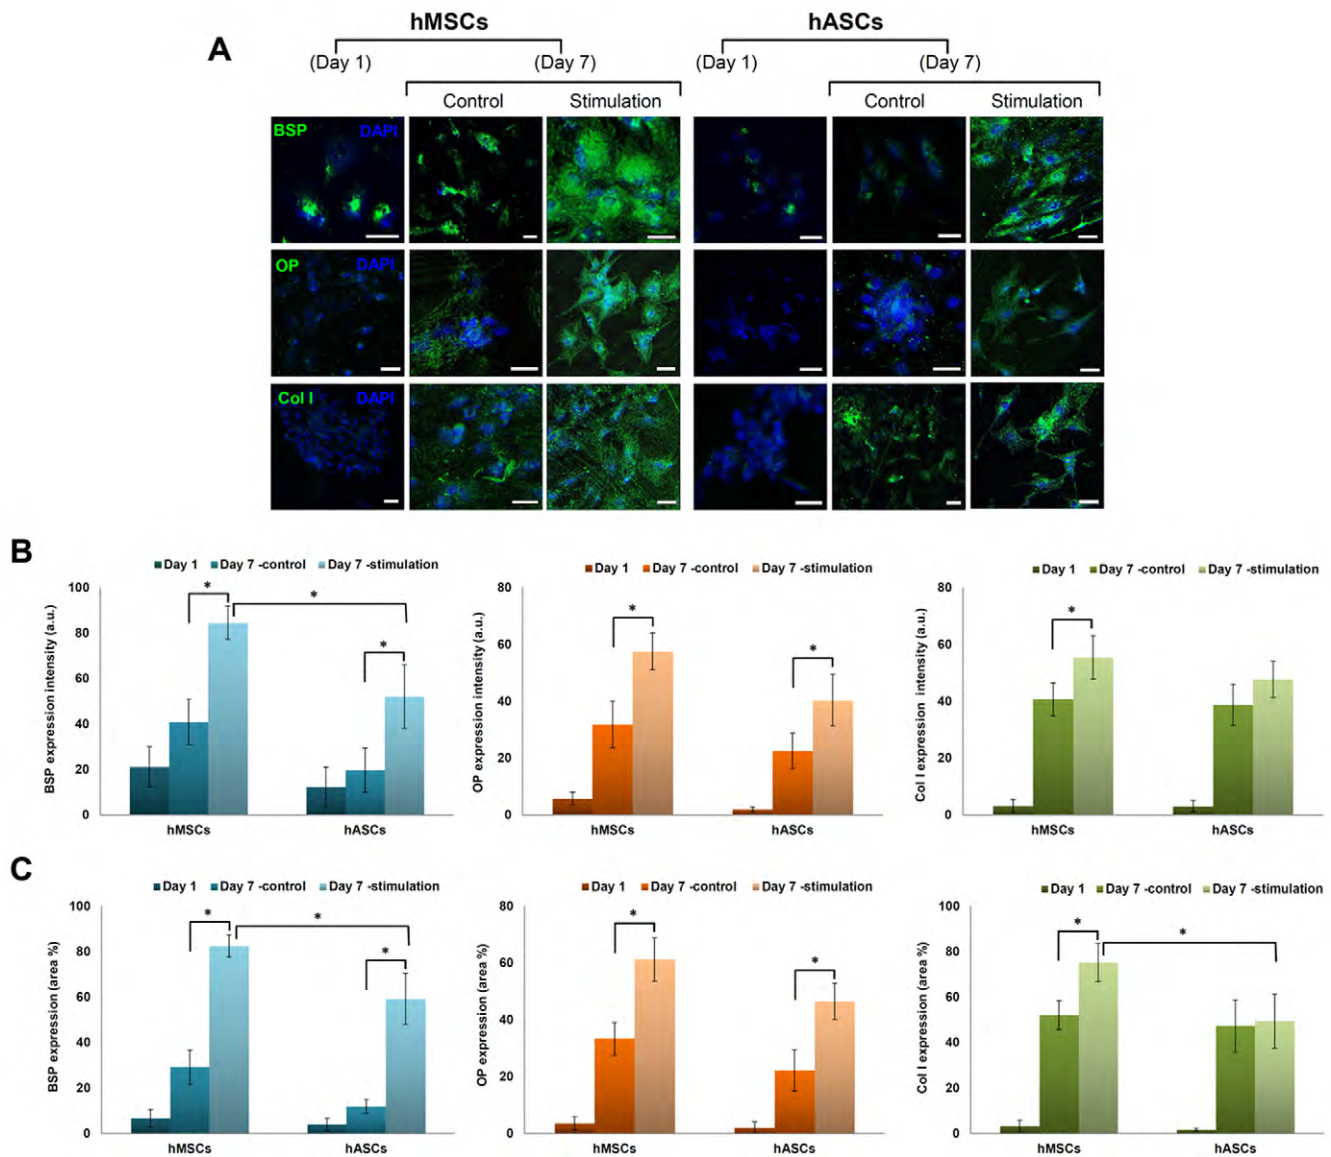 hMSCs hASCs
A
(Day 1) (Day 7) (Day 1) (Day 7)
Control Stimulation Control Stimulation
BSP DAPI
OP DAPI
Col I DAPI
B
Day 1 Day 7 -control Day 7 -stimulation
BSP expression intensity (a.u.)
100
80
60
40
20
0
* * *
hMSCs hASCs
Day 1 Day 7 -control Day 7 -stimulation
OP expression intensity (a.u.)
80
60
40
20
0
* *
hMSCs hASCs
Day 1 Day 7 -control Day 7 -stimulation
Col I expression intensity (a.u.)
80
60
40
20
0
*
hMSCs hASCs
C
Day 1 Day 7 -control Day 7 -stimulation
BSP expression (area %)
100
80
60
40
20
0
* * *
hMSCs hASCs
Day 1 Day 7 -control Day 7 -stimulation
OP expression (area %)
80
60
40
20
0
* *
hMSCs hASCs
Day 1 Day 7 -control Day 7 -stimulation
Col I expression (area %)
100
80
60
40
20
0
* *
hMSCs hASCs